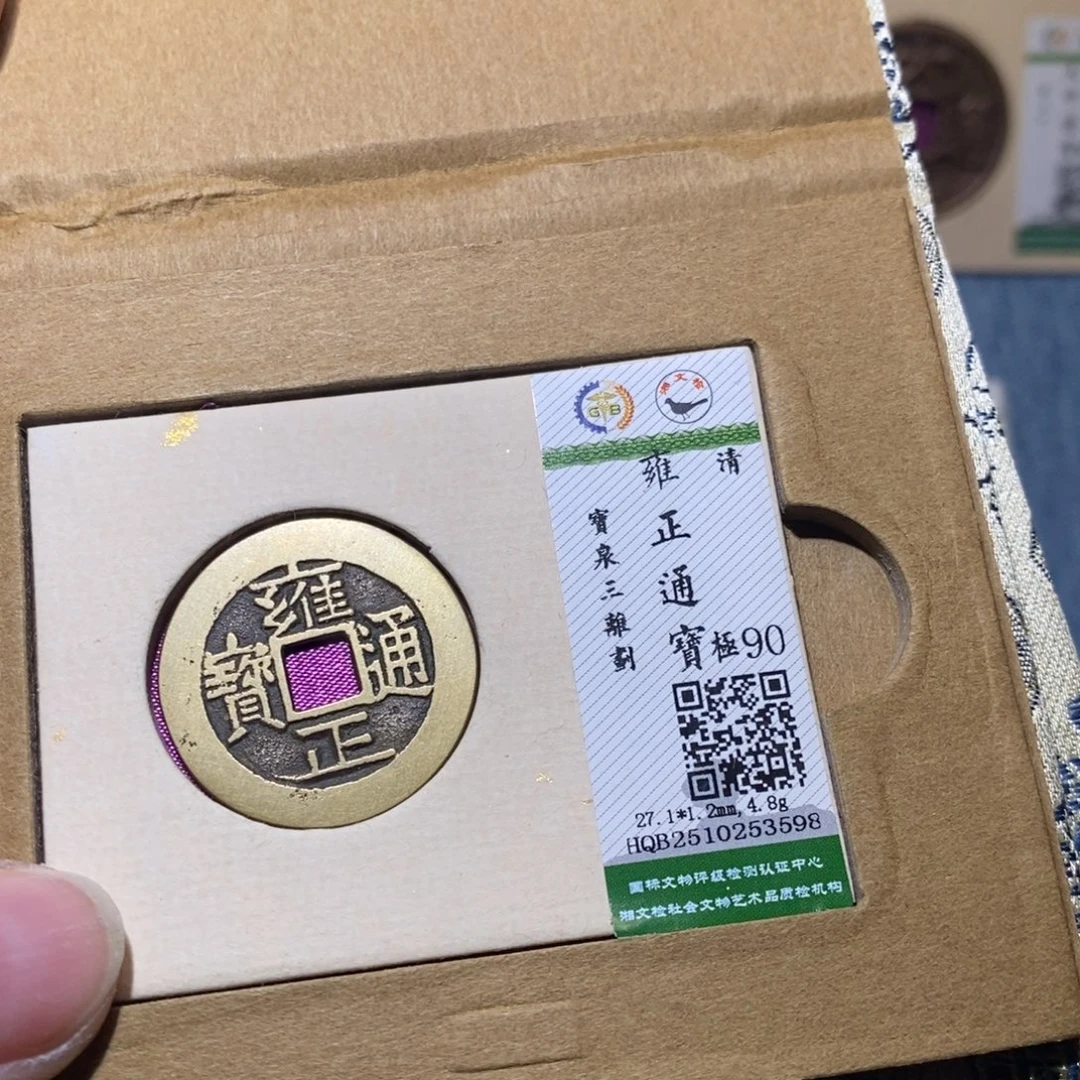 雍正通寶
GB
湘文检
清
雍正通寶
寶泉三離劃
極90
27.1*1.2mm,4.8g
HQB2510253598
国标文物评级检测认证中心
湘文检社会文物艺术品质检机构